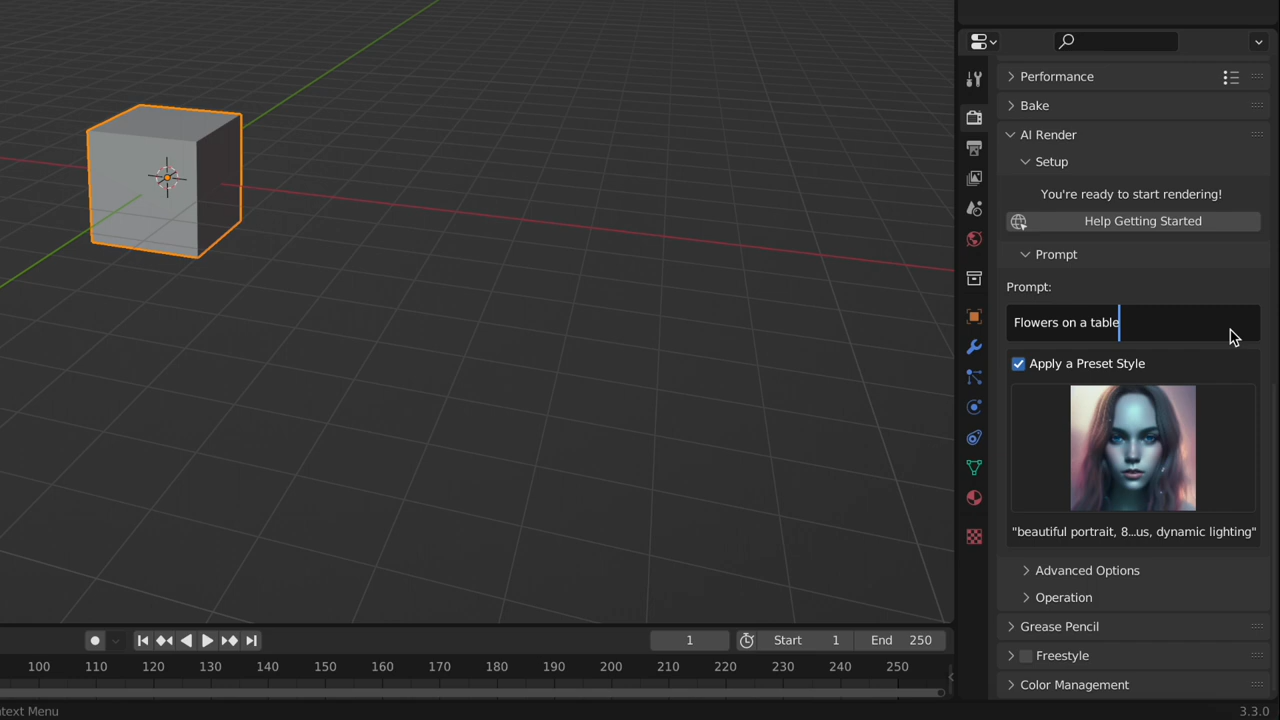 Performance
Bake
AI Render
Setup
You're ready to start rendering!
Help Getting Started
Prompt
Prompt:
Flowers on a table
Apply a Preset Style
"beautiful portrait, 8...us, dynamic lighting"
Advanced Options
Operation
Grease Pencil
Freestyle
Color Management
1 Start 1 End 250
100 110 120 130 140 150 160 170 180 190 200 210 220 230 240 250
text Menu 3.3.0